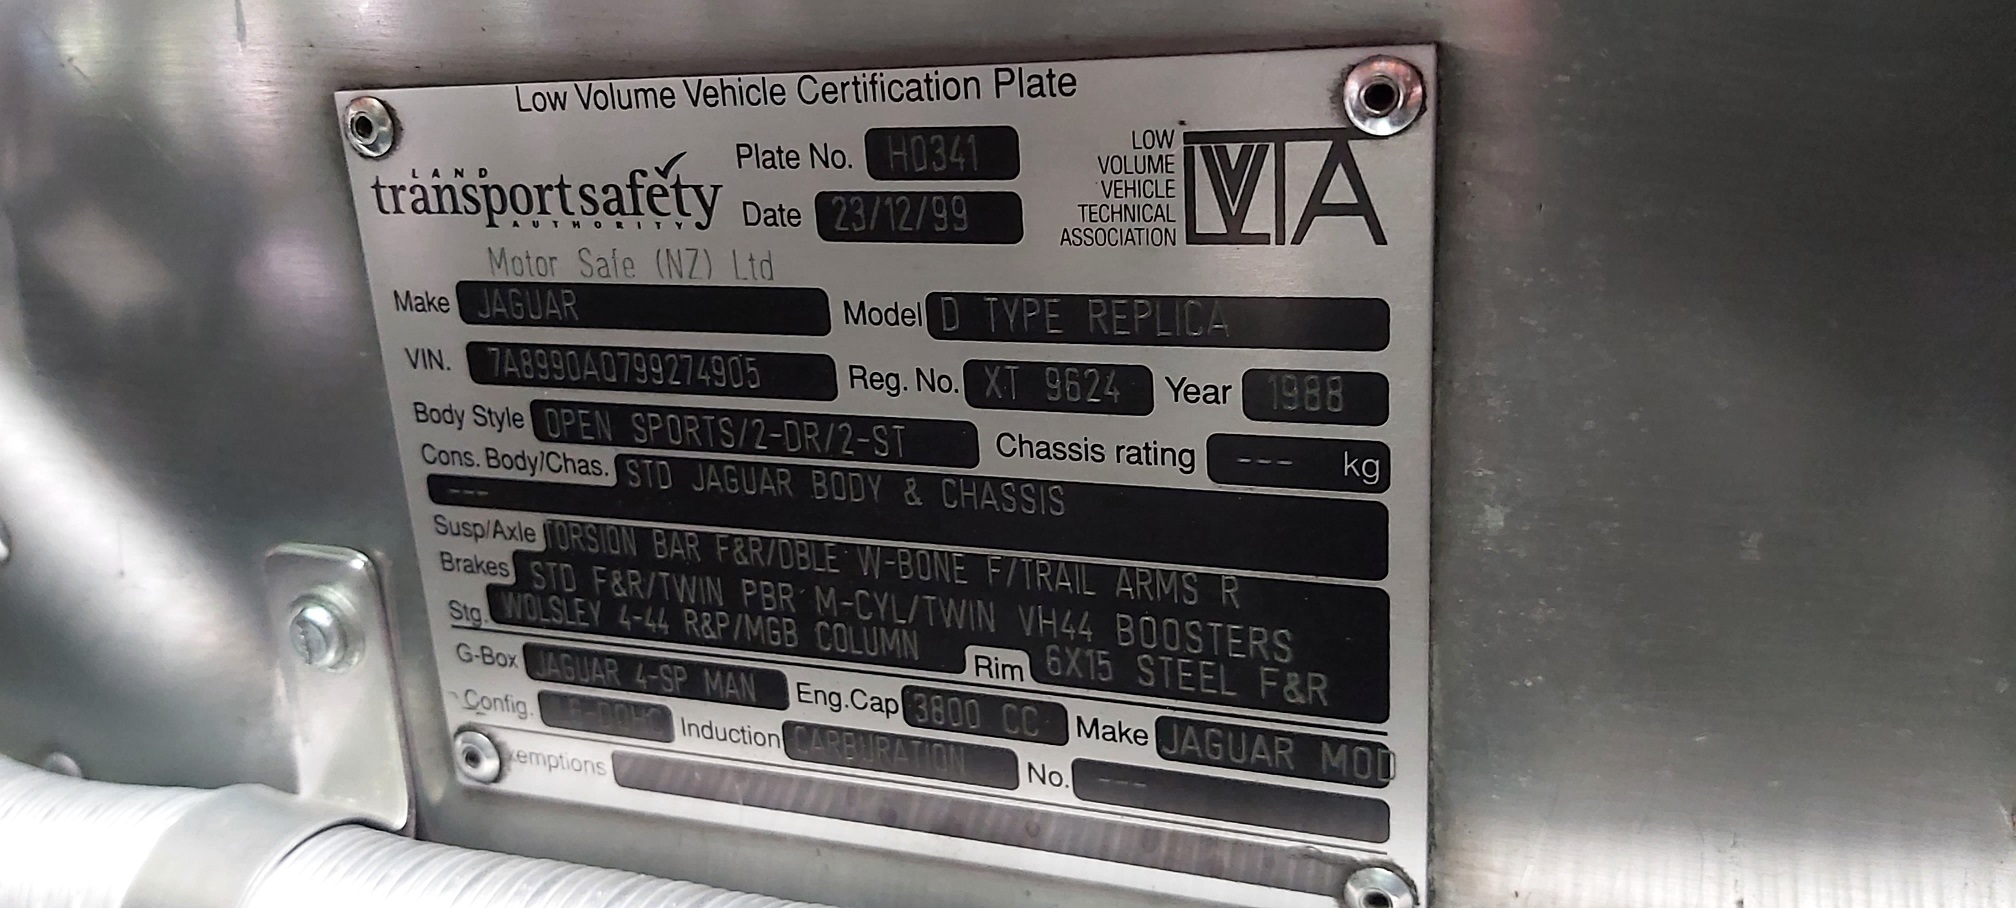 Low Volume Vehicle Certification Plate
LAND
transportsafety
AUTHORITY
Plate No. H0341
Date 23/12/99
LOW
VOLUME
VEHICLE
TECHNICAL
ASSOCIATION
LVVTA
Motor Safe (NZ) Ltd
Make JAGUAR Model D TYPE REPLICA
VIN. 7A8990A0799274905 Reg. No. XT 9624 Year 1988
Body Style OPEN SPORTS/2-DR/2-ST Chassis rating --- kg
Cons. Body/Chas. STD JAGUAR BODY & CHASSIS
---
Susp/Axle TORSION BAR F&R/DBLE W-BONE F/TRAIL ARMS R
Brakes STD F&R/TWIN PBR M-CYL/TWIN VH44 BOOSTERS
Stg. WOLSLEY 4-44 R&P/MGB COLUMN Rim 6X15 STEEL F&R
G-Box JAGUAR 4-SP MAN Eng.Cap 3800 CC Make JAGUAR MOD
Config. Induction CARBURATION No. ---
xemptions